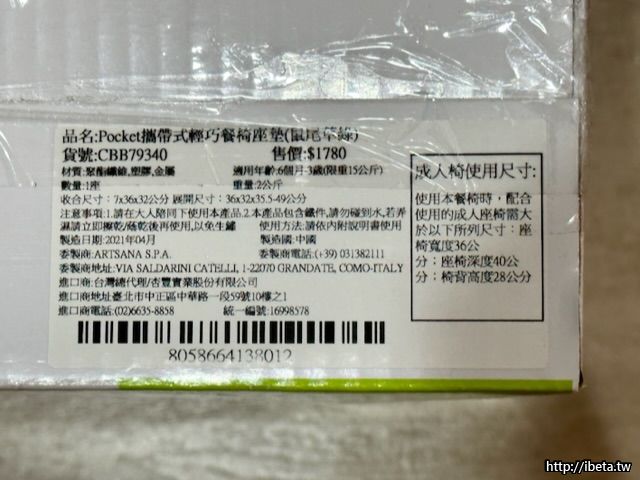 品名:Pocket攜帶式輕巧餐椅座墊(鼠尾草綠)
貨號:CBB79340 售價:$1780
材質:聚酯纖維,塑膠,金屬 適用年齡:6個月-3歲(限重15公斤)
數量:1座 重量:2公斤
收合尺寸:7x36x32公分 展開尺寸:36x32x35.5-49公分
注意事項:1.請在大人陪同下使用本產品.2.本產品包含鐵件,請勿碰到水,若弄
濕請立即擦乾/晾乾後再使用,以免生鏽 使用方法:請依內附說明書使用
製造日期:2021年04月 製造國:中國
委製商:ARTSANA S.P.A. 委製商電話:(+39) 031382111
委製商地址:VIA SALDARINI CATELLI, 1-22070 GRANDATE, COMO-ITALY
進口商:台灣總代理/杏豐實業股份有限公司
進口商地址:臺北市中正區中華路一段59號10樓之1
進口商電話:(02)6635-8858 統一編號:16998578
8058664138012
成人椅使用尺寸:
使用本餐椅時，配合
使用的成人座椅需大
於以下所列尺寸：座
椅寬度36公
分；座椅深度40公
分；椅背高度28公分
http://ibeta.tw